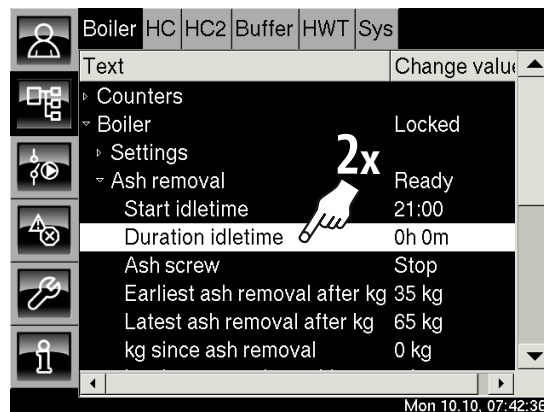 Boiler HC HC2 Buffer HWT Sys
Text Change value
Counters
Boiler Locked
Settings
2x
Ash removal Ready
Start idletime 21:00
Duration idletime 0h 0m
Ash screw Stop
Earliest ash removal after kg 35 kg
Latest ash removal after kg 65 kg
kg since ash removal 0 kg
Mon 10.10, 07:42:36